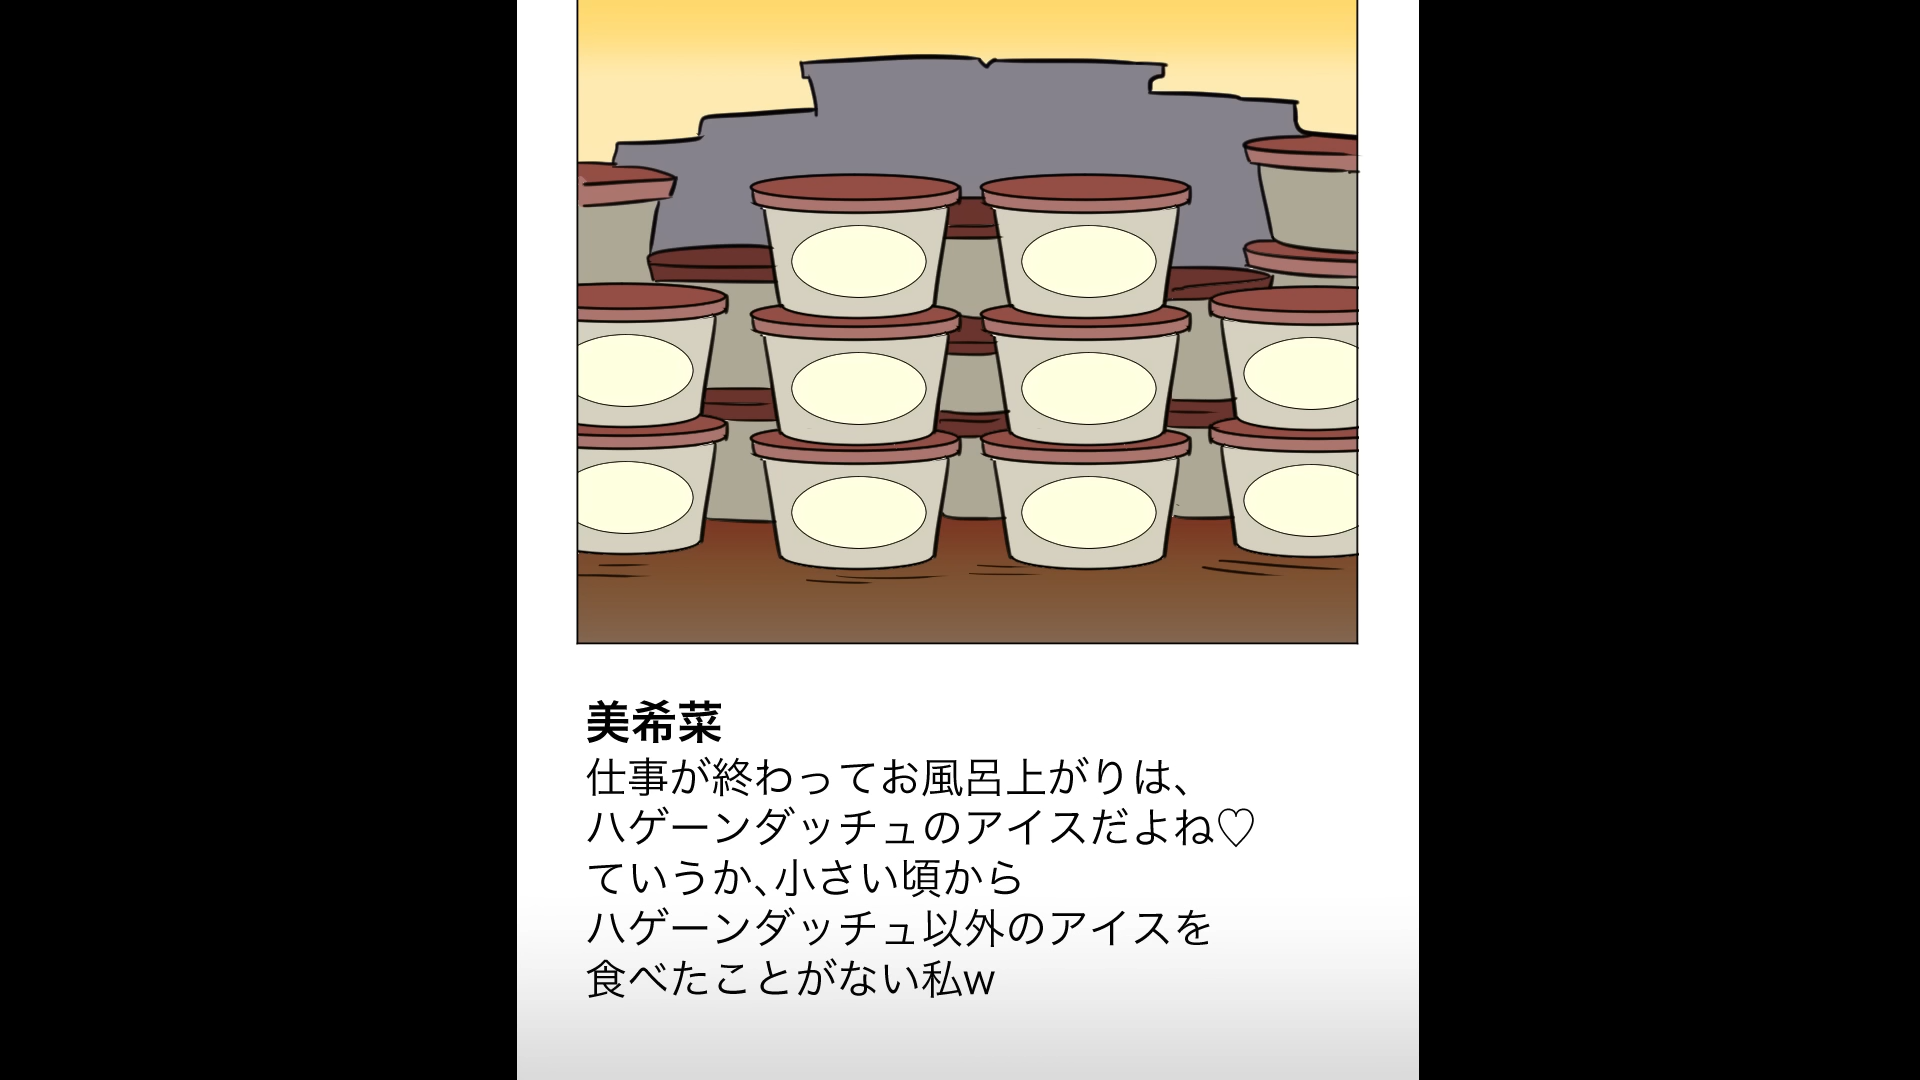 美希菜
仕事が終わってお風呂上がりは、
ハゲーンダッチュのアイスだよね♡
ていうか、小さい頃から
ハゲーンダッチュ以外のアイスを
食べたことがない私w